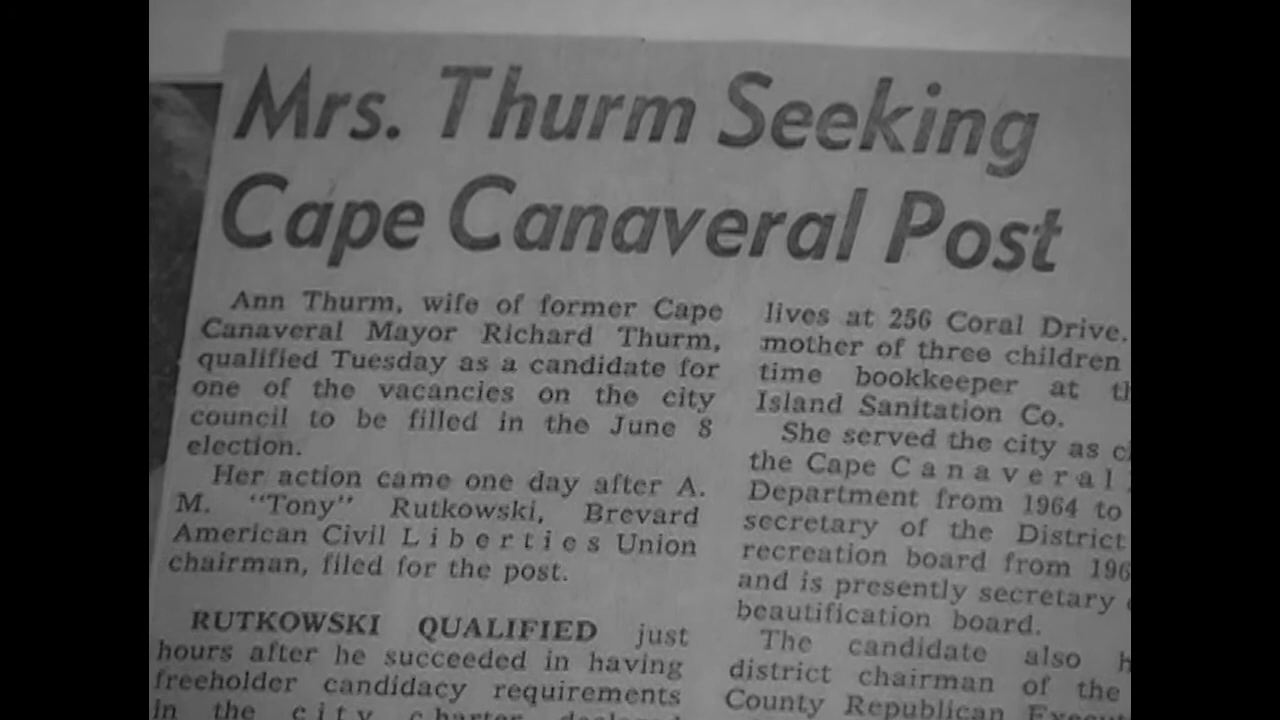 Mrs. Thurm Seeking
Cape Canaveral Post
Ann Thurm, wife of former Cape
Canaveral Mayor Richard Thurm,
qualified Tuesday as a candidate for
one of the vacancies on the city
council to be filled in the June 8
election.
Her action came one day after A.
M. "Tony" Rutkowski, Brevard
American Civil Liberties Union
chairman, filed for the post.
RUTKOWSKI QUALIFIED just
hours after he succeeded in having
freeholder candidacy requirements
in the city charter
lives at 256 Coral Drive,
mother of three children
time bookkeeper at
Island Sanitation Co.
She served the city as
the Cape Canaveral
Department from 1964 to
secretary of the District
recreation board from
and is presently secretary
beautification board.
The candidate also
district chairman of the
County Republican